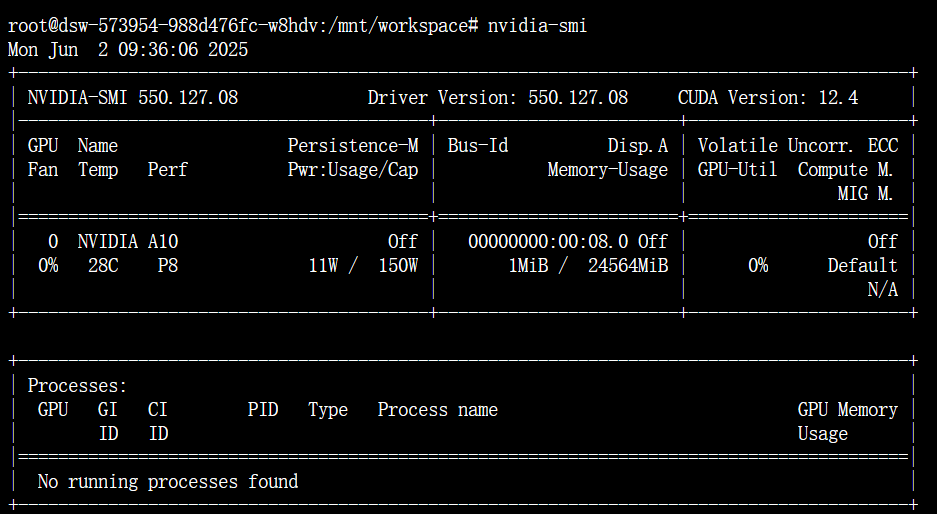 root@dsw-573954-988d476fc-w8hdv:/mnt/workspace# nvidia-smi
Mon Jun  2 09:36:06 2025
NVIDIA-SMI 550.127.08 Driver Version: 550.127.08 CUDA Version: 12.4
GPU Name Persistence-M | Bus-Id Disp.A | Volatile Uncorr. ECC
Fan Temp Perf Pwr:Usage/Cap | Memory-Usage | GPU-Util Compute M.
MIG M.
0 NVIDIA A10 Off | 00000000:00:08.0 Off | Off
0% 28C P8 11W / 150W | 1MiB / 24564MiB | 0% Default
N/A
Processes:
GPU GI CI PID Type Process name GPU Memory
ID ID Usage
No running processes found